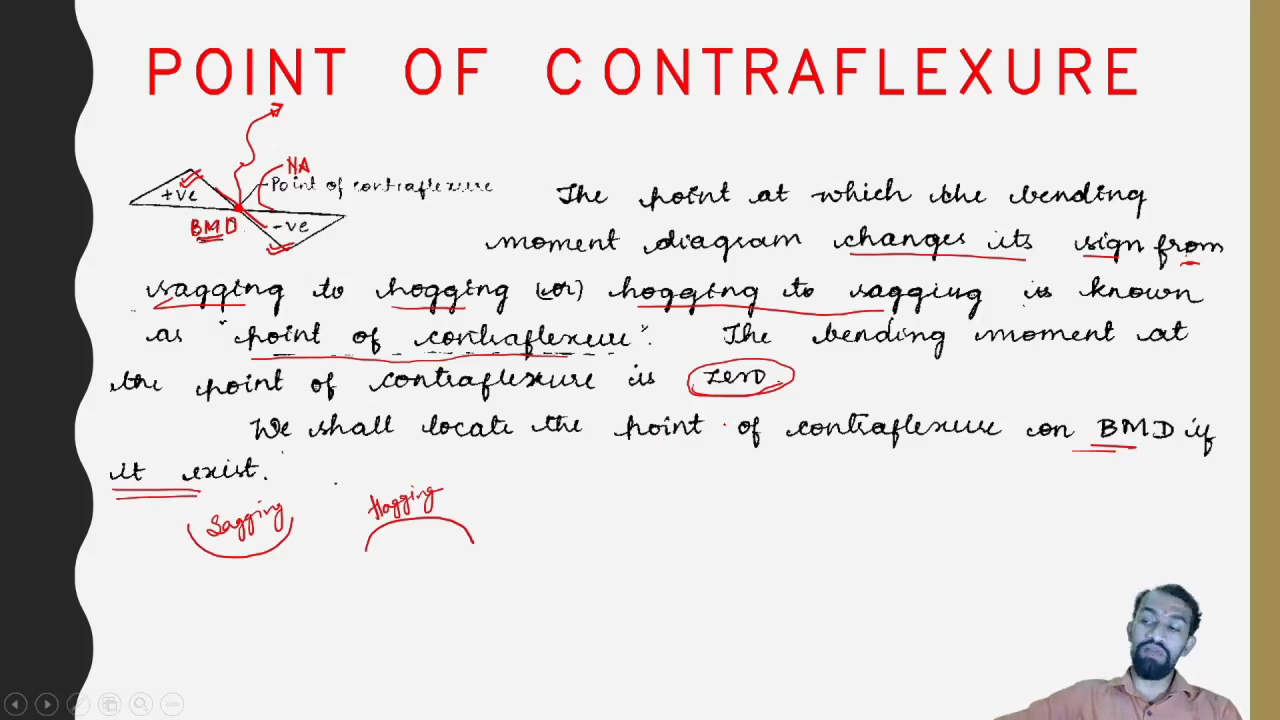 POINT OF CONTRAFLEXURE
NA
+ve
Point of contraflexure
BMD
-ve
The point at which the bending
moment diagram changes its sign from
sagging to hogging (or) hogging to sagging is known
as "point of contraflexure". The bending moment at
the point of contraflexure is zero.
We shall locate the point of contraflexure on BMD if
it exist.
Sagging
Hogging